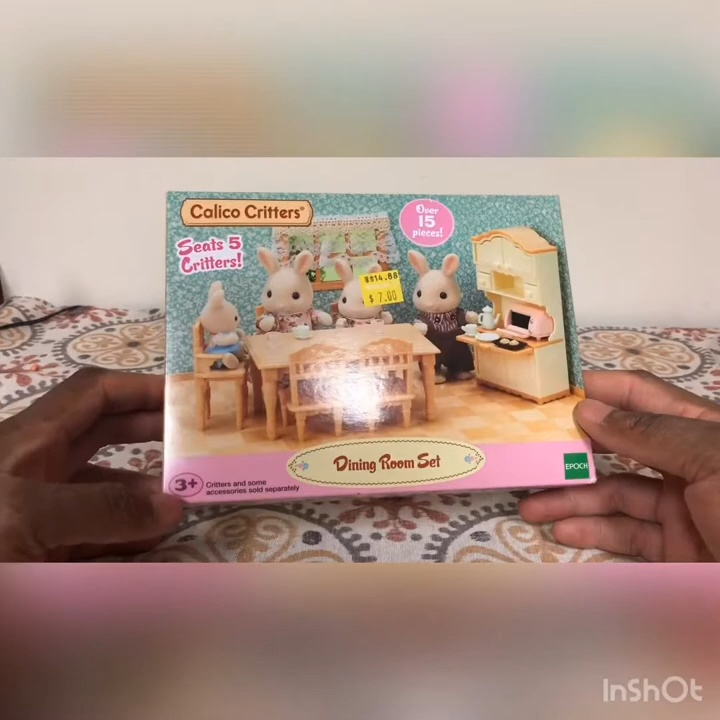 Calico Critters®
Over
15
pieces!
Seats 5
Critters!
$14.88
$ 7.00
Dining Room Set
3+
Critters and some
accessories sold separately
EPOCH
InShOt